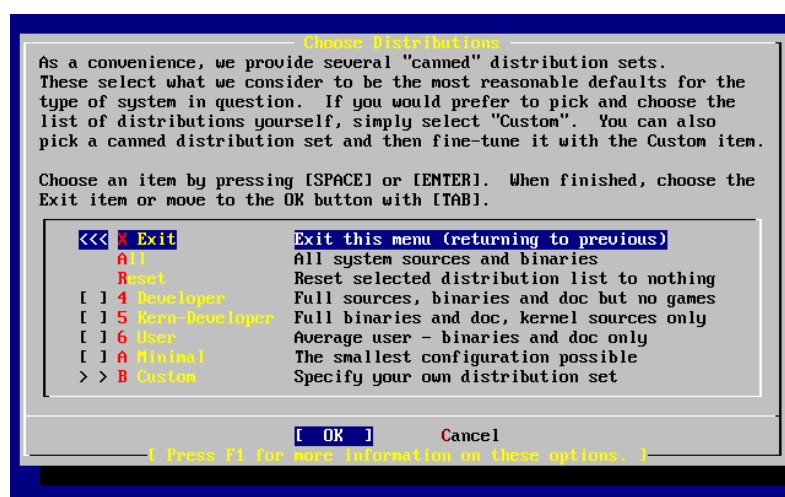 Choose Distributions
As a convenience, we provide several "canned" distribution sets.
These select what we consider to be the most reasonable defaults for the
type of system in question.  If you would prefer to pick and choose the
list of distributions yourself, simply select "Custom".  You can also
pick a canned distribution set and then fine-tune it with the Custom item.
Choose an item by pressing [SPACE] or [ENTER].  When finished, choose the
Exit item or move to the OK button with [TAB].
<<< X Exit Exit this menu (returning to previous)
All All system sources and binaries
Reset Reset selected distribution list to nothing
[ ] 4 Developer Full sources, binaries and doc but no games
[ ] 5 Kern-Developer Full binaries and doc, kernel sources only
[ ] 6 User Average user - binaries and doc only
[ ] A Minimal The smallest configuration possible
> > B Custom Specify your own distribution set
[ OK ] Cancel
[ Press F1 for more information on these options. ]